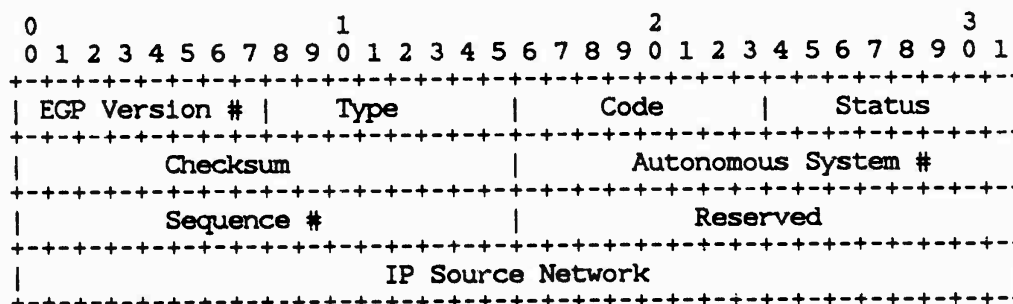 0                   1                   2                   3
0 1 2 3 4 5 6 7 8 9 0 1 2 3 4 5 6 7 8 9 0 1 2 3 4 5 6 7 8 9 0 1
+-+-+-+-+-+-+-+-+-+-+-+-+-+-+-+-+-+-+-+-+-+-+-+-+-+-+-+-+-+-+-+-
| EGP Version # |     Type      |     Code      |    Status
+-+-+-+-+-+-+-+-+-+-+-+-+-+-+-+-+-+-+-+-+-+-+-+-+-+-+-+-+-+-+-+-
|         Checksum              |       Autonomous System #
+-+-+-+-+-+-+-+-+-+-+-+-+-+-+-+-+-+-+-+-+-+-+-+-+-+-+-+-+-+-+-+-
|         Sequence #            |           Reserved
+-+-+-+-+-+-+-+-+-+-+-+-+-+-+-+-+-+-+-+-+-+-+-+-+-+-+-+-+-+-+-+-
|                       IP Source Network
+-+-+-+-+-+-+-+-+-+-+-+-+-+-+-+-+-+-+-+-+-+-+-+-+-+-+-+-+-+-+-+-